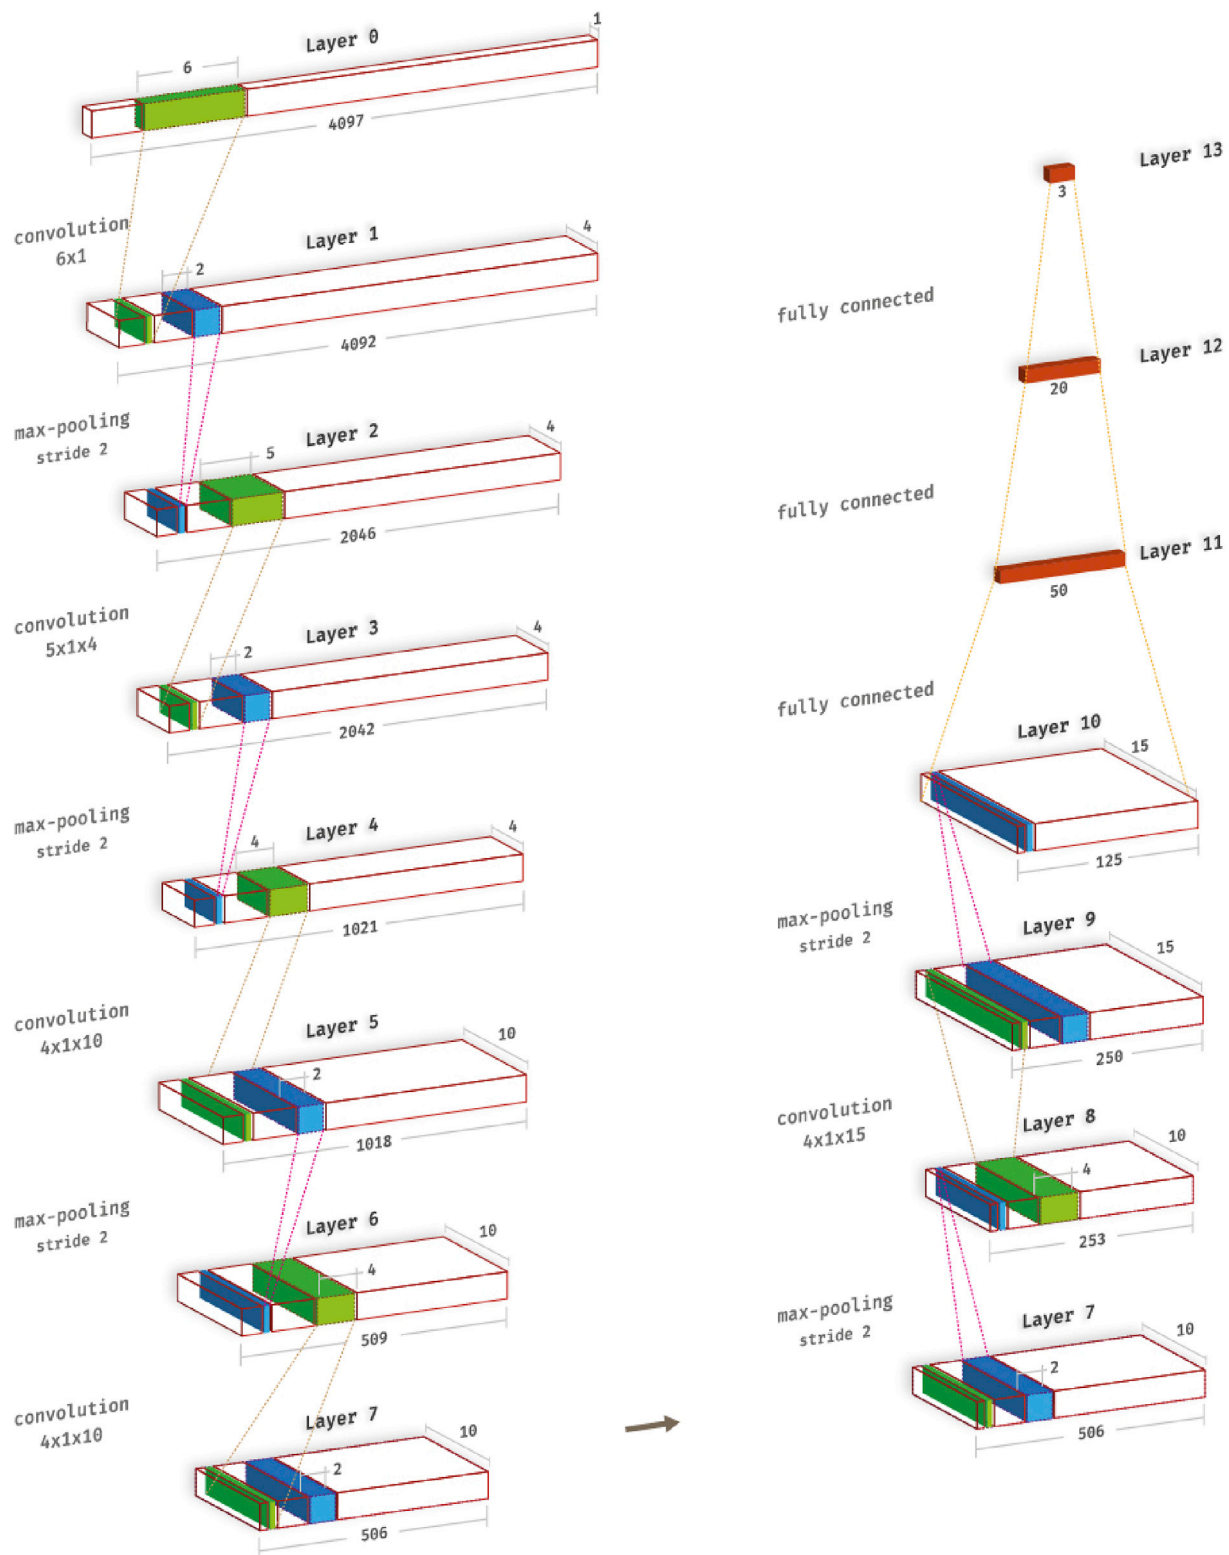 Layer 0
1
6
4097
convolution
6x1
Layer 1
4
2
4092
max-pooling
stride 2
Layer 2
4
5
2046
convolution
5x1x4
Layer 3
4
2
2042
max-pooling
stride 2
Layer 4
4
4
1021
convolution
4x1x10
Layer 5
10
2
1018
max-pooling
stride 2
Layer 6
10
4
509
convolution
4x1x10
Layer 7
10
2
506
Layer 13
3
fully connected
Layer 12
20
fully connected
Layer 11
50
fully connected
Layer 10
15
125
max-pooling
stride 2
Layer 9
15
250
convolution
4x1x15
Layer 8
10
4
253
max-pooling
stride 2
Layer 7
10
2
506